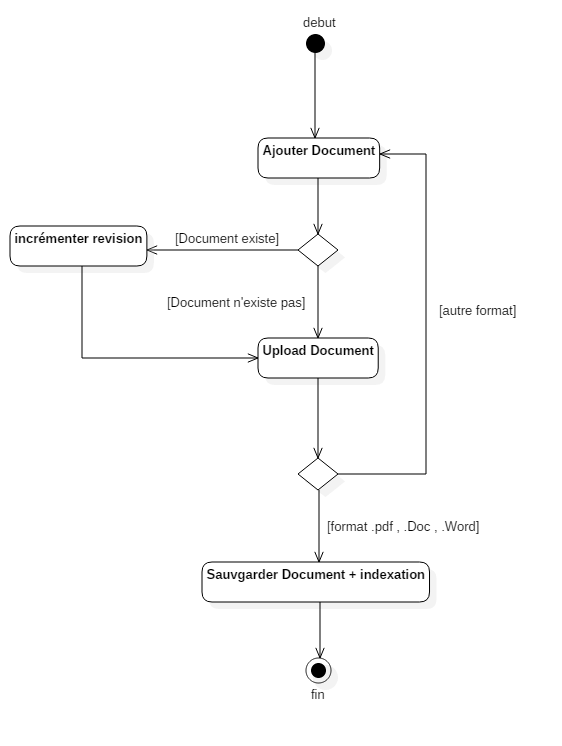 debut
Ajouter Document
incrémenter revision
[Document existe]
[Document n'existe pas]
[autre format]
Upload Document
[format .pdf , .Doc , .Word]
Sauvgarder Document + indexation
fin